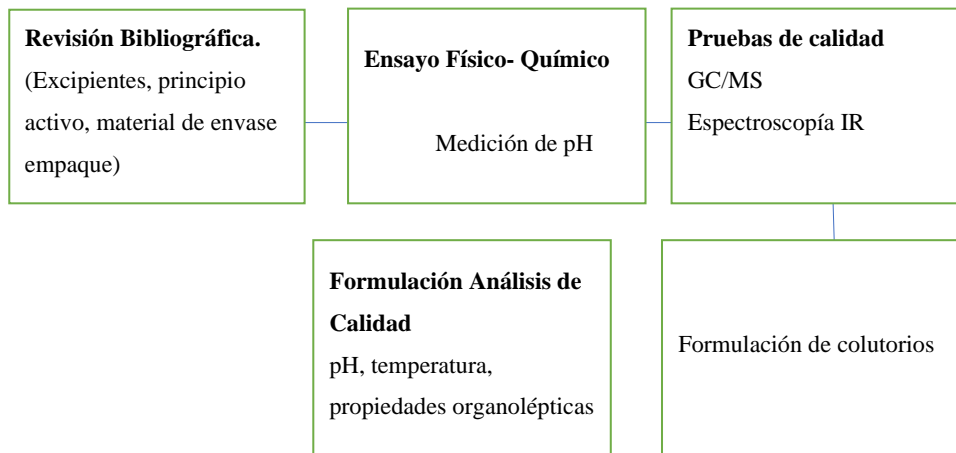 Revisión Bibliográfica.
(Excipientes, principio
activo, material de envase
empaque)
Ensayo Físico- Químico
Medición de pH
Pruebas de calidad
GC/MS
Espectroscopía IR
Formulación Análisis de
Calidad
pH, temperatura,
propiedades organolépticas
Formulación de colutorios